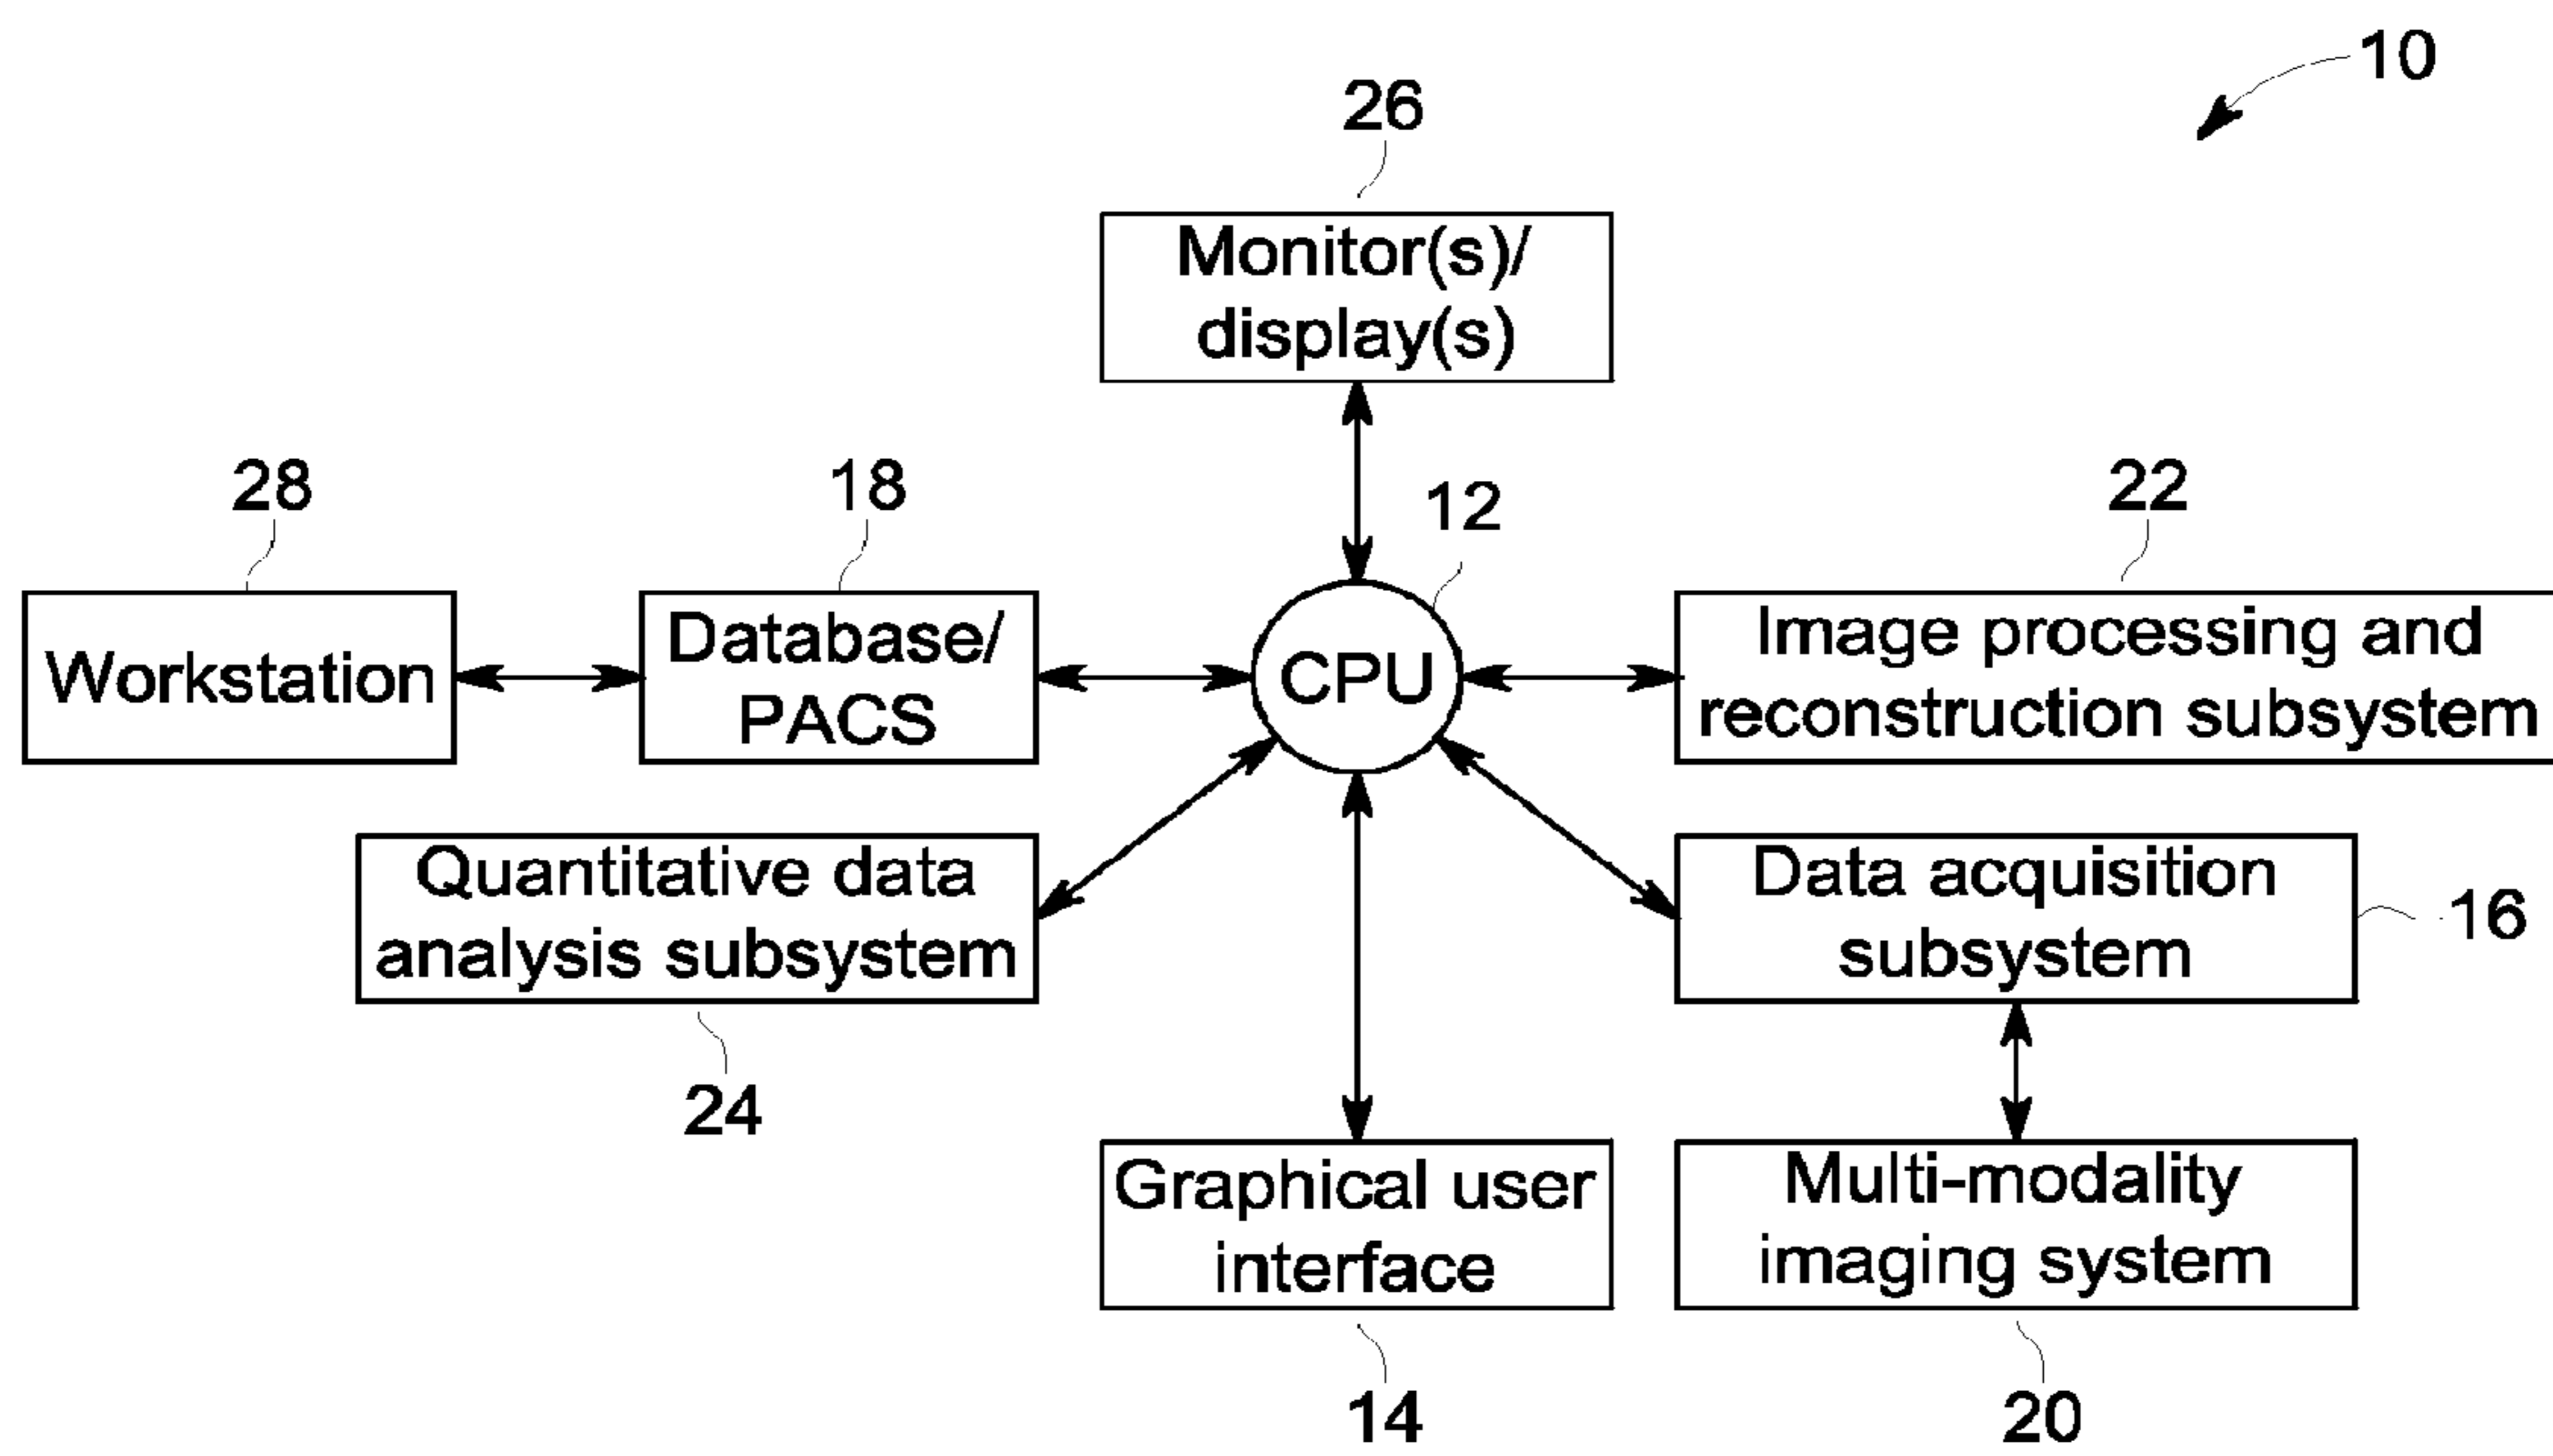 10
26
Monitor(s)/
display(s)
28
18
12
22
Workstation
Database/
PACS
CPU
Image processing and
reconstruction subsystem
Quantitative data
analysis subsystem
Data acquisition
subsystem
16
24
Graphical user
interface
Multi-modality
imaging system
14
20